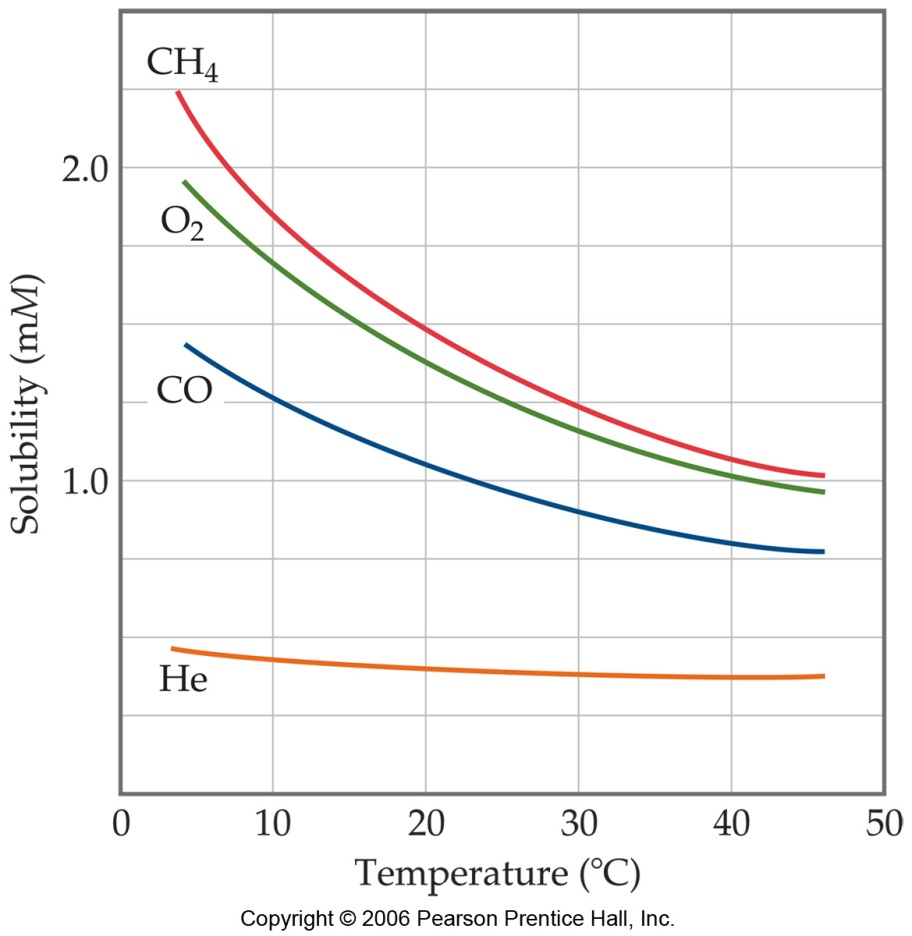 CH₄
2.0
O₂
CO
Solubility (mM)
1.0
He
0 10 20 30 40 50
Temperature (°C)
Copyright © 2006 Pearson Prentice Hall, Inc.